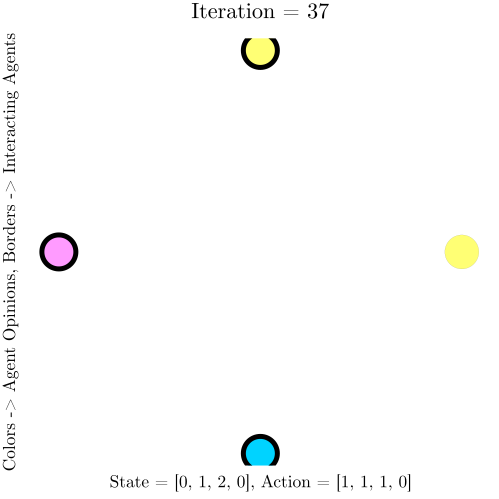 Iteration = 37
Colors -> Agent Opinions, Borders -> Interacting Agents
State = [0, 1, 2, 0], Action = [1, 1, 1, 0]